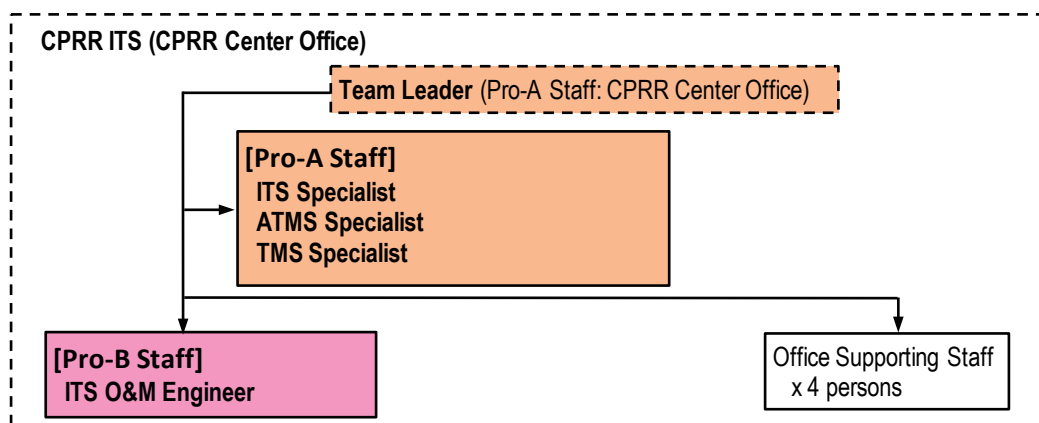 CPRR ITS (CPRR Center Office)
Team Leader (Pro-A Staff: CPRR Center Office)
[Pro-A Staff]
ITS Specialist
ATMS Specialist
TMS Specialist
[Pro-B Staff]
ITS O&M Engineer
Office Supporting Staff
x 4 persons